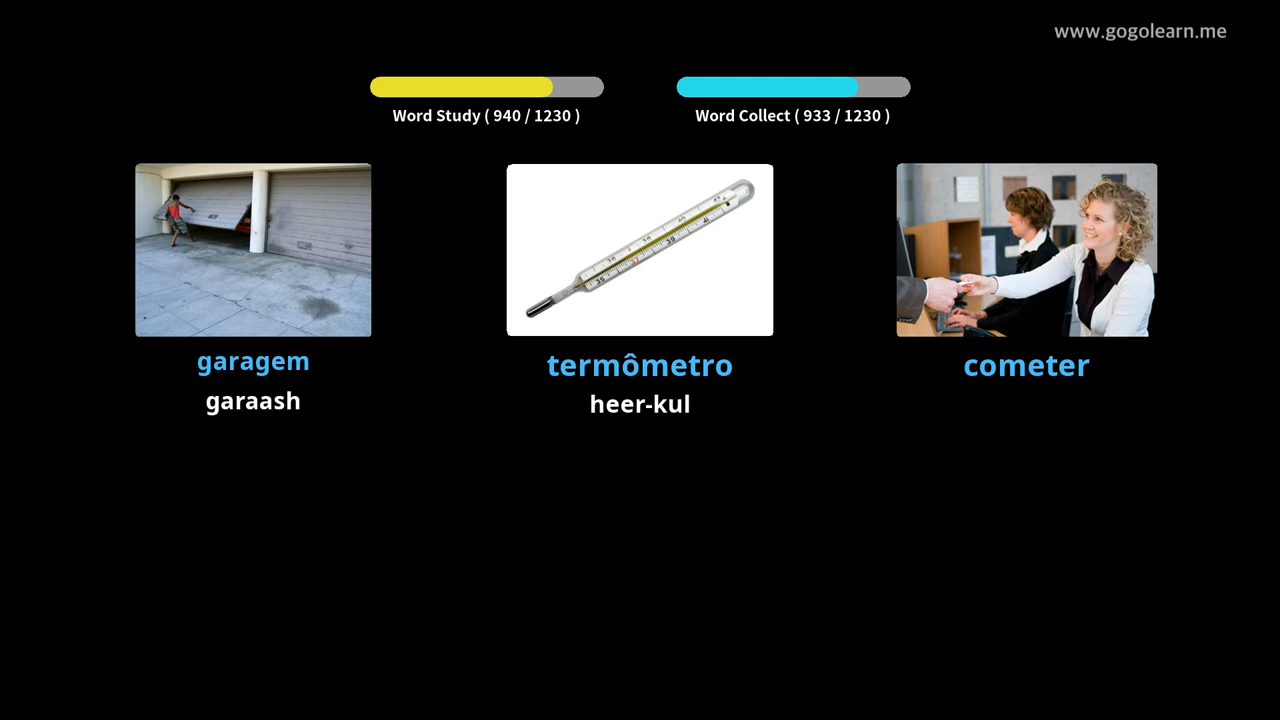 www.gogolearn.me
Word Study ( 940 / 1230 )
Word Collect ( 933 / 1230 )
garagem
garaash
termômetro
heer-kul
cometer